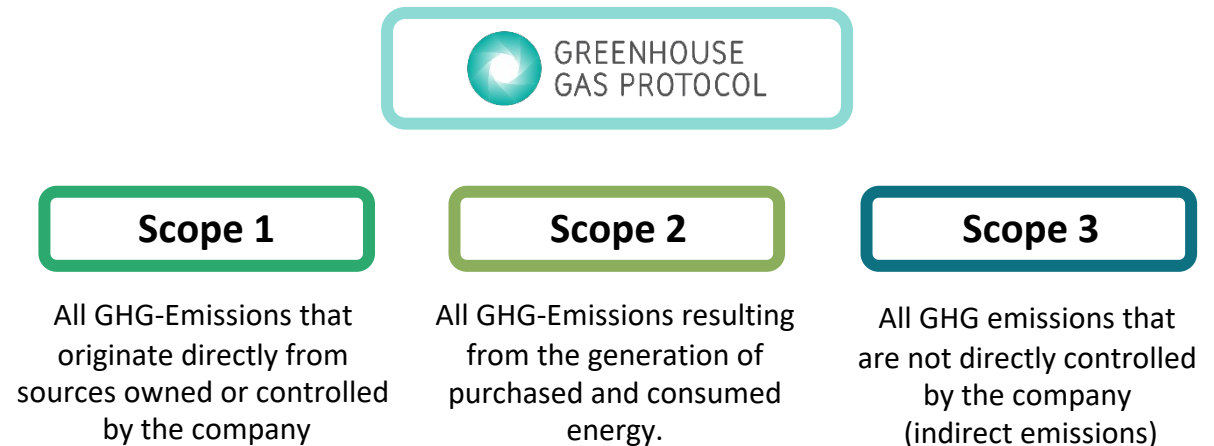 GREENHOUSE
GAS PROTOCOL
Scope 1
All GHG-Emissions that
originate directly from
sources owned or controlled
by the company
Scope 2
All GHG-Emissions resulting
from the generation of
purchased and consumed
energy.
Scope 3
All GHG emissions that
are not directly controlled
by the company
(indirect emissions)